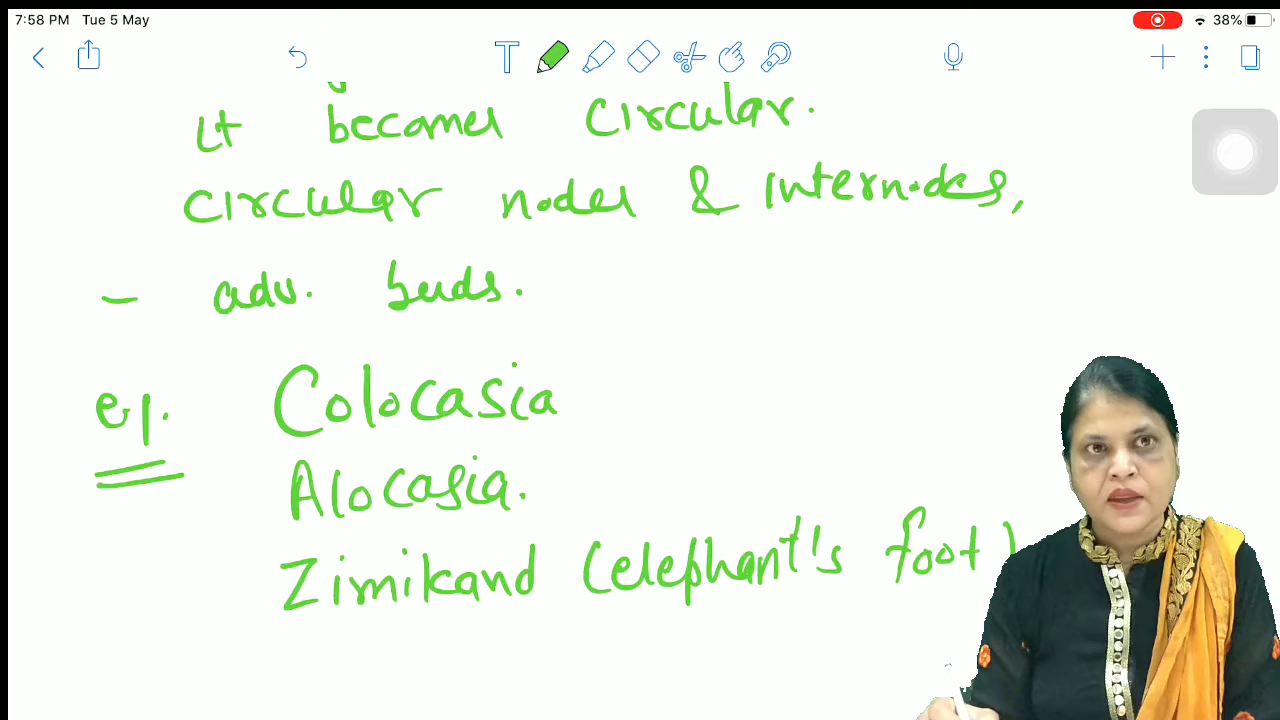 7:58 PM Tue 5 May 38%
T
It becomes circular.
circular nodes & internodes,
- adv. buds.
eg. Colocasia
Alocasia.
Zimikand (elephant's foot)